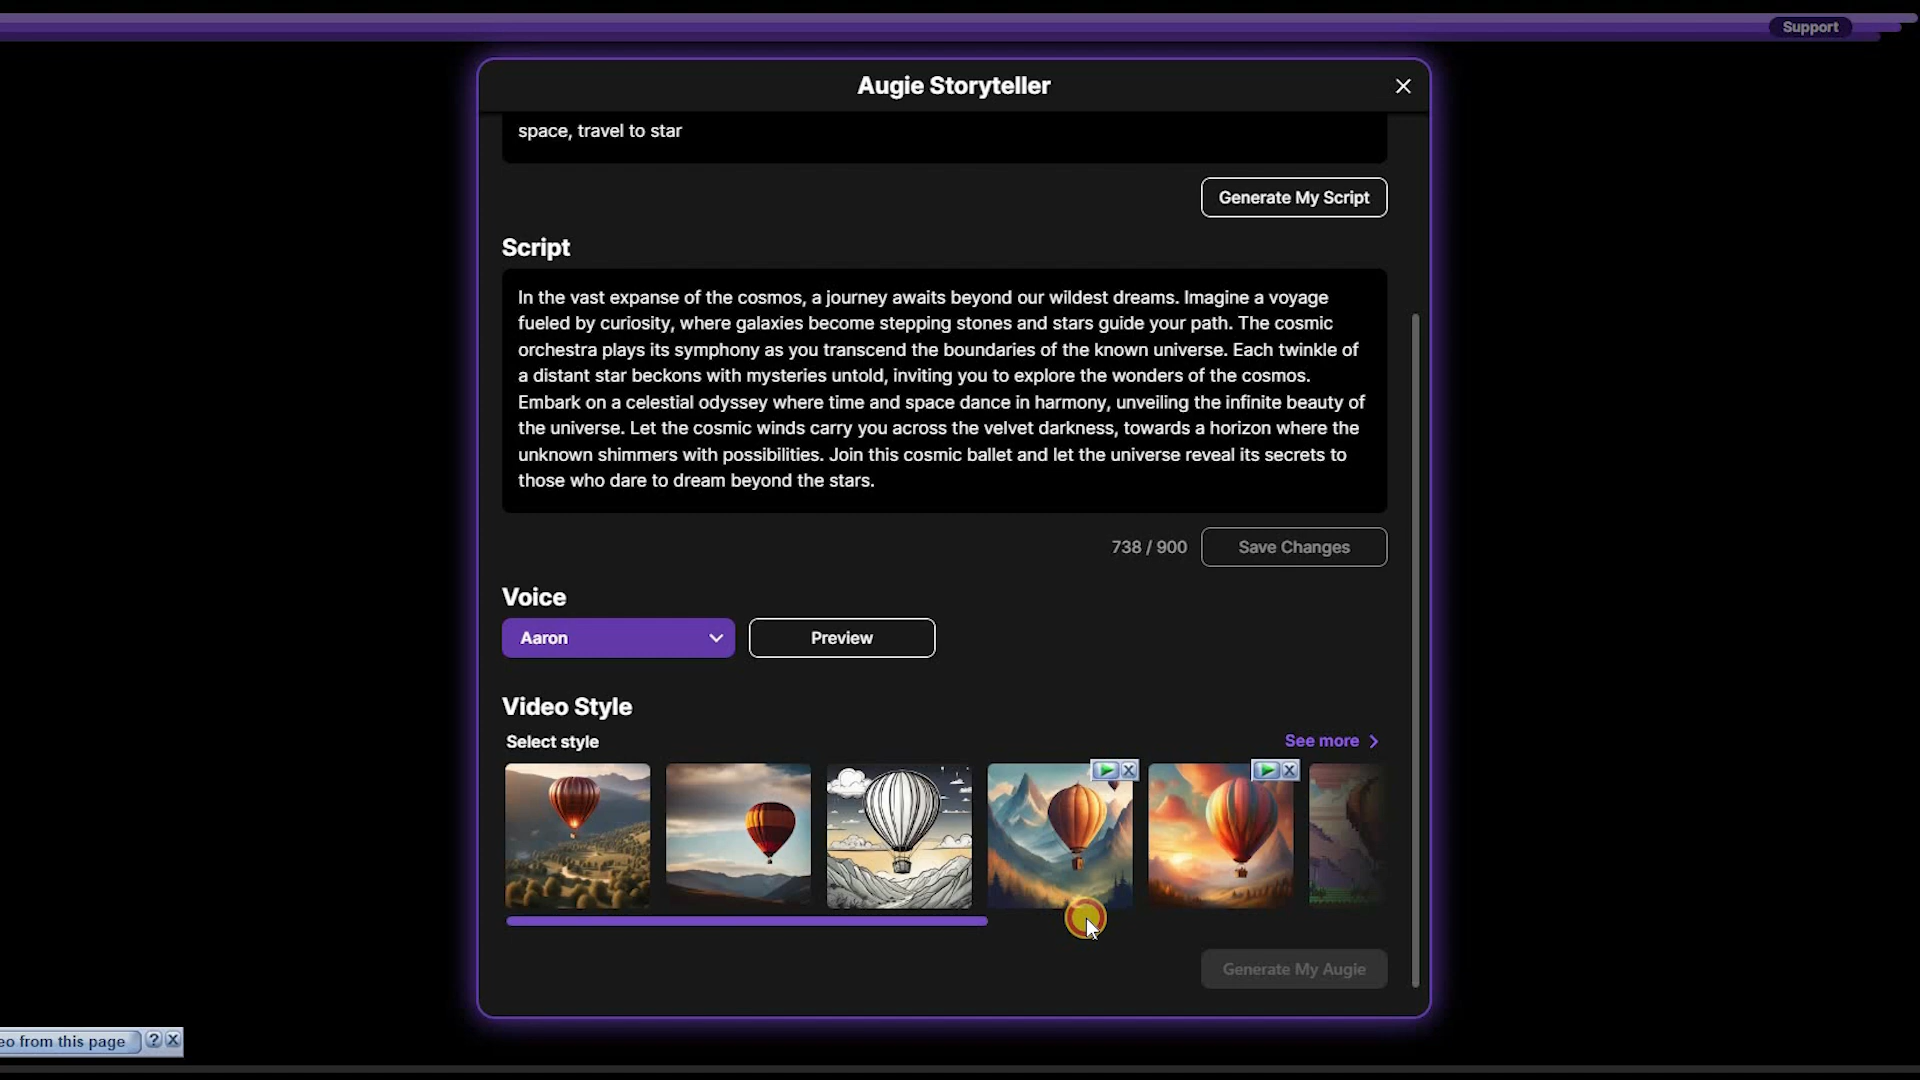 Support
Augie Storyteller
space, travel to star
Generate My Script
Script
In the vast expanse of the cosmos, a journey awaits beyond our wildest dreams. Imagine a voyage
fueled by curiosity, where galaxies become stepping stones and stars guide your path. The cosmic
orchestra plays its symphony as you transcend the boundaries of the known universe. Each twinkle of
a distant star beckons with mysteries untold, inviting you to explore the wonders of the cosmos.
Embark on a celestial odyssey where time and space dance in harmony, unveiling the infinite beauty of
the universe. Let the cosmic winds carry you across the velvet darkness, towards a horizon where the
unknown shimmers with possibilities. Join this cosmic ballet and let the universe reveal its secrets to
those who dare to dream beyond the stars.
738 / 900 Save Changes
Voice
Aaron Preview
Video Style
Select style See more
Generate My Augie
eo from this page ?